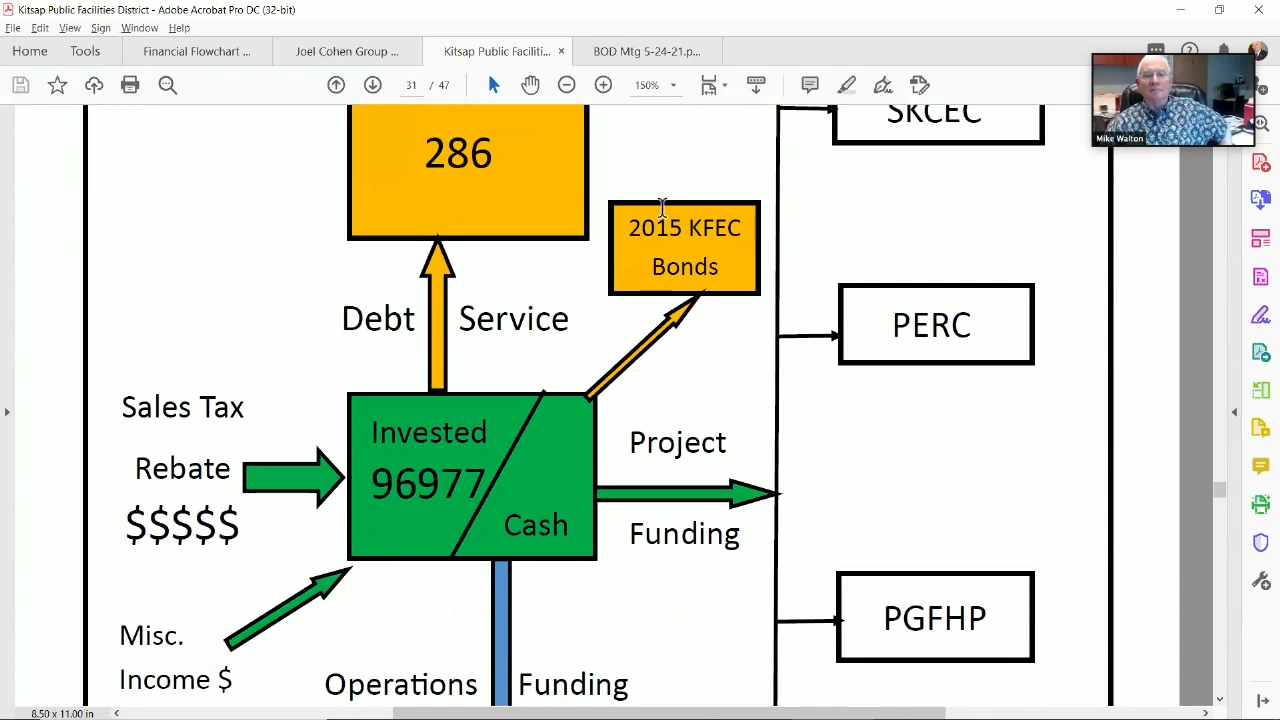 Kitsap Public Facilities District - Adobe Acrobat Pro DC (32-bit)
File Edit View Sign Window Help
Home Tools Financial Flowchart ... Joel Cohen Group ... Kitsap Public Faciliti... × BOD Mtg 5-24-21.p...
31 / 47 150%
Mike Walton
SKCEC
286
2015 KFEC
Bonds
Debt Service
PERC
Sales Tax
Rebate
$$$$$
Invested
96977
Cash
Project
Funding
PGFHP
Misc.
Income $
Operations Funding
8.50 x 11.00 in